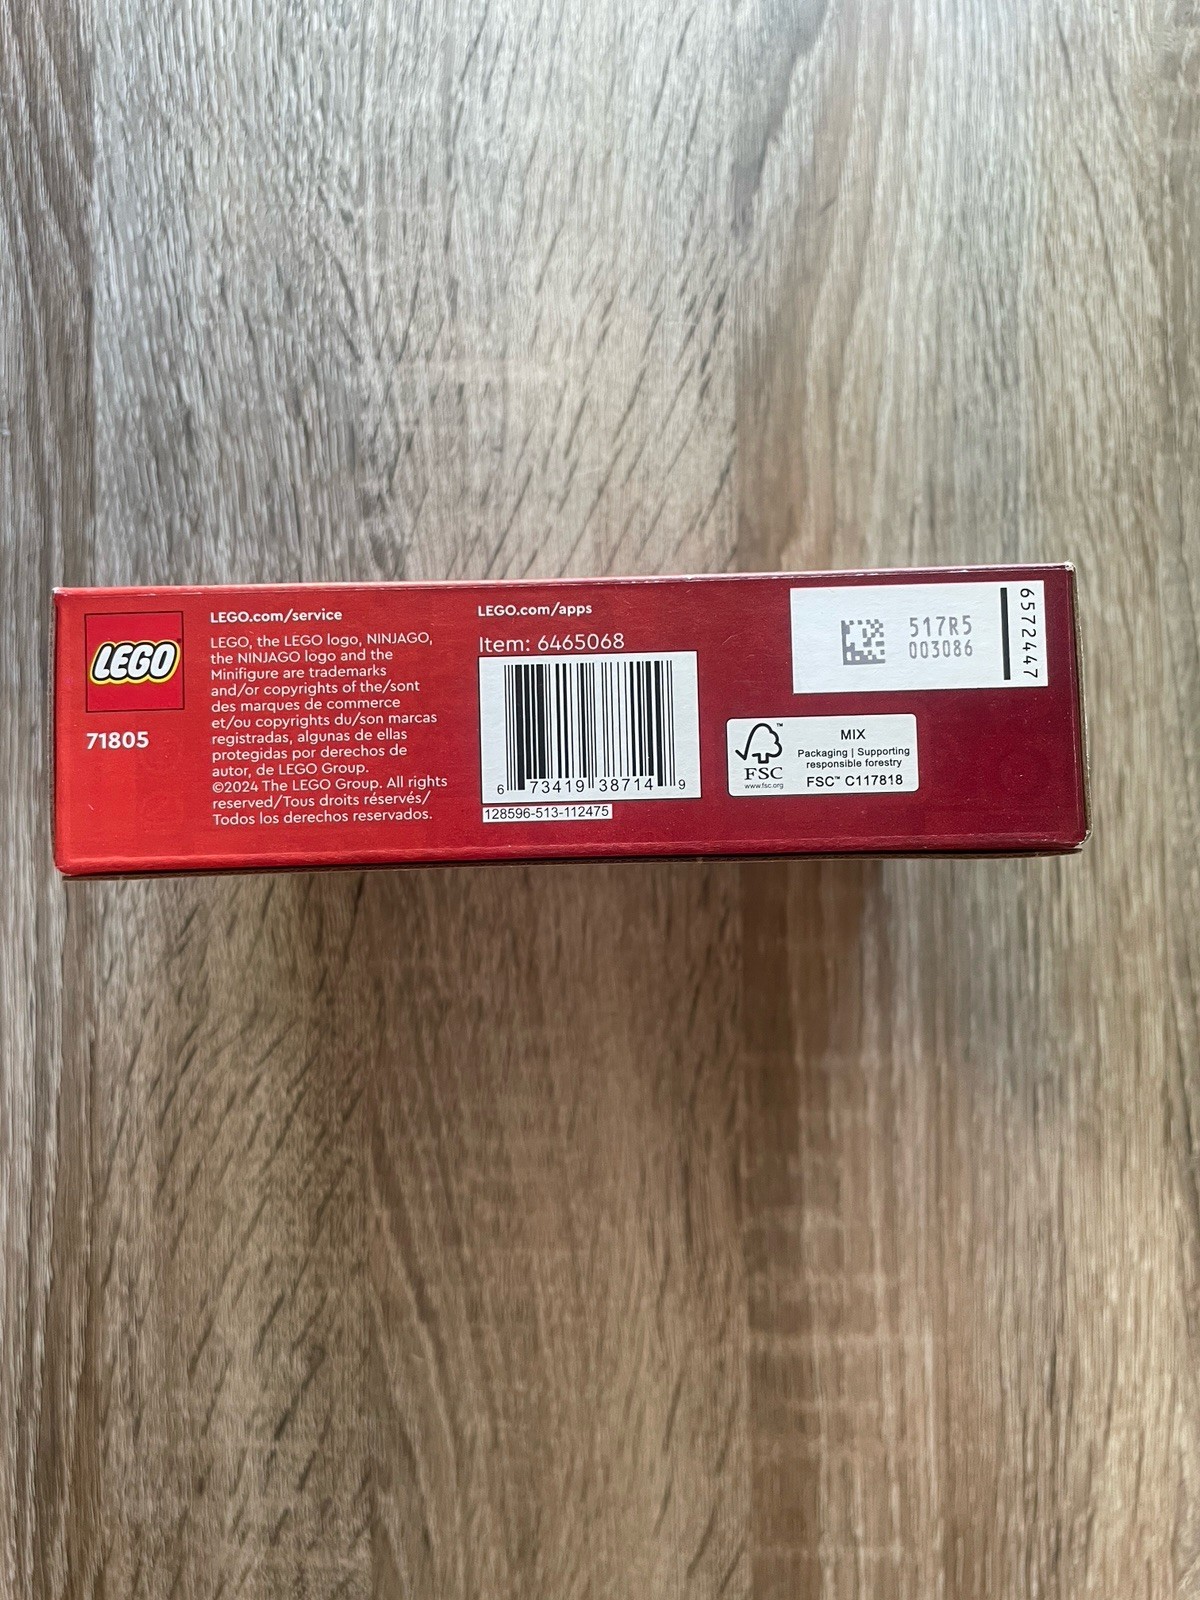 LEGO
71805
LEGO.com/service
LEGO, the LEGO logo, NINJAGO,
the NINJAGO logo and the
Minifigure are trademarks
and/or copyrights of the/sont
des marques de commerce
et/ou copyrights du/son marcas
registradas, algunas de ellas
protegidas por derechos de
autor, de LEGO Group.
©2024 The LEGO Group. All rights
reserved/Tous droits réservés/
Todos los derechos reservados.
LEGO.com/apps
Item: 6465068
6 73419 38714 9
128596-513-112475
517R5
003086
6572447
FSC™
www.fsc.org
MIX
Packaging | Supporting
responsible forestry
FSC™ C117818